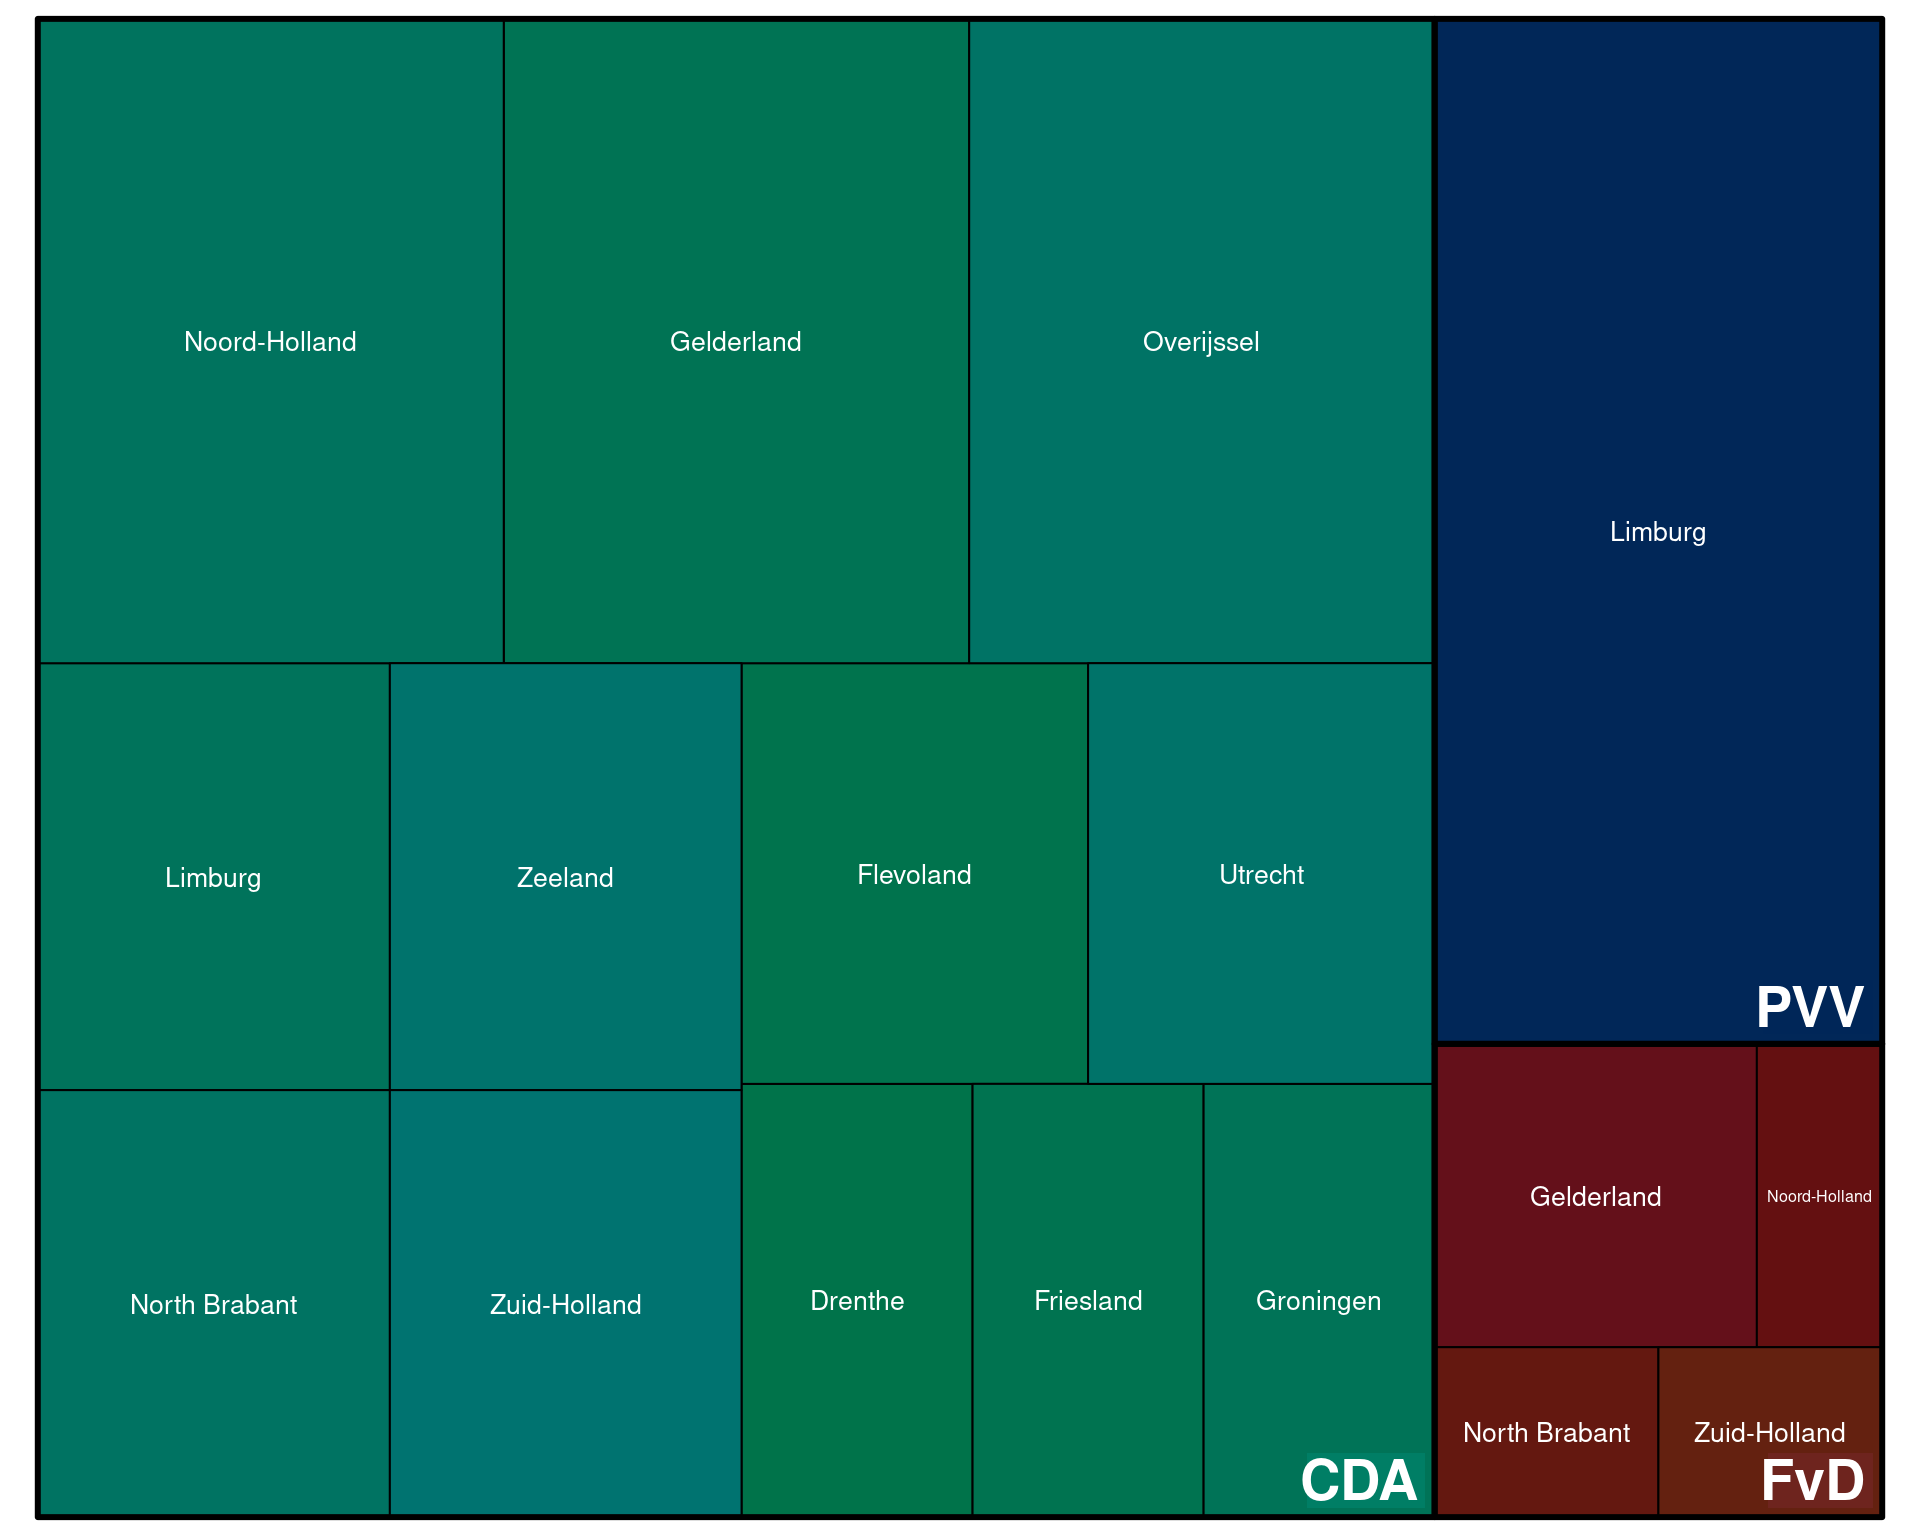 Noord-Holland
Gelderland
Overijssel
Limburg
Limburg
Zeeland
Flevoland
Utrecht
PVV
Gelderland
Noord-Holland
North Brabant
Zuid-Holland
Drenthe
Friesland
Groningen
CDA
North Brabant
Zuid-Holland
FvD